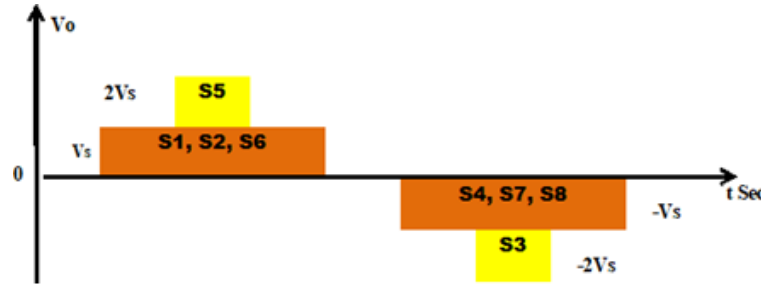 Vo
2Vs
S5
Vs
S1, S2, S6
0
S4, S7, S8
t Sec
-Vs
S3
-2Vs